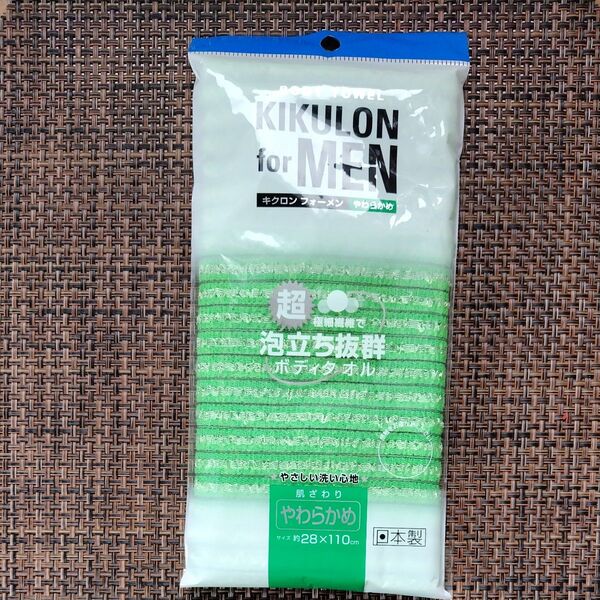 BODY TOWEL
KIKULON
for MEN
キクロン フォーメン やわらかめ
超
極細繊維で
泡立ち抜群
ボディタオル
やさしい洗い心地
肌ざわり
やわらかめ
サイズ 約28×110cm
日本製